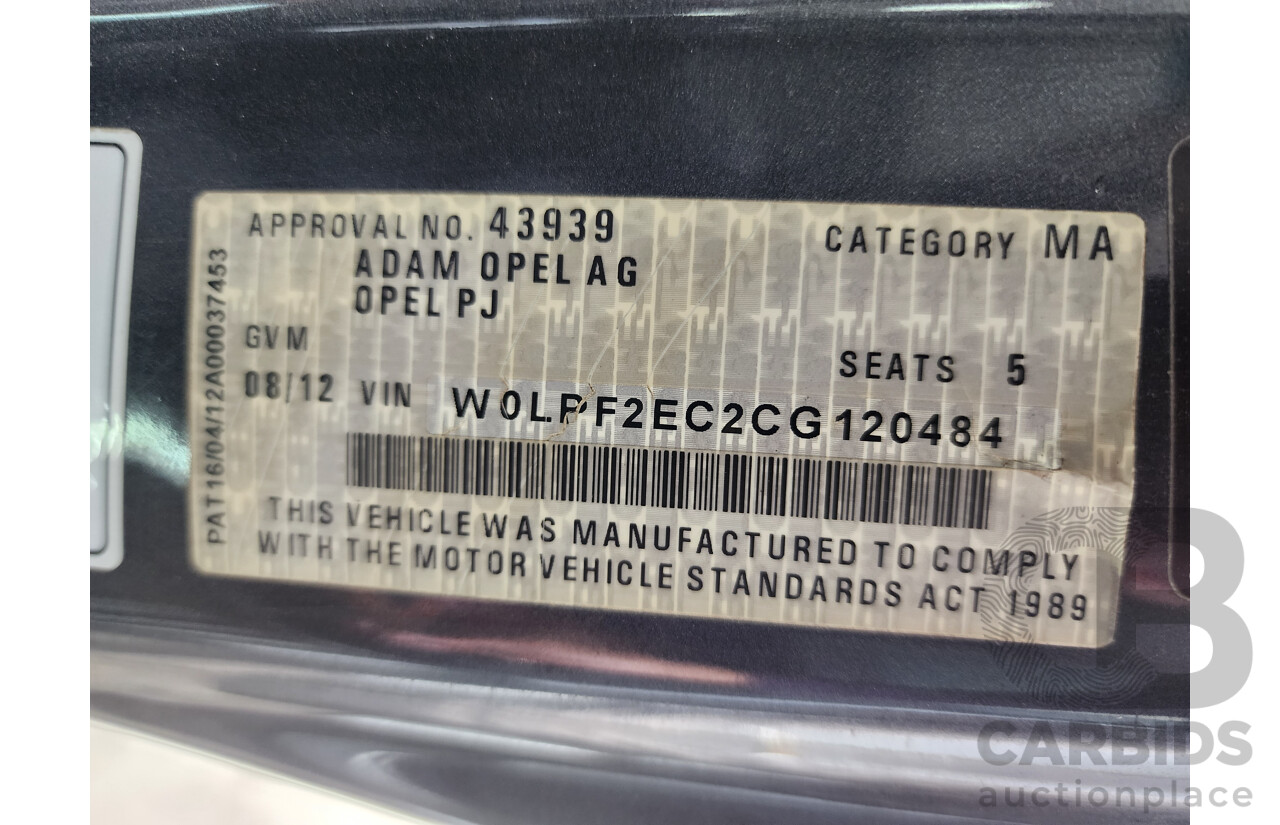 APPROVAL NO. 43939
CATEGORY MA
ADAM OPEL AG
OPEL PJ
GVM
SEATS 5
08/12 VIN W0LPF2EC2CG120484
THIS VEHICLE WAS MANUFACTURED TO COMPLY
WITH THE MOTOR VEHICLE STANDARDS ACT 1989
PAT16/04/12A00037453
CARBIDS
auctionplace